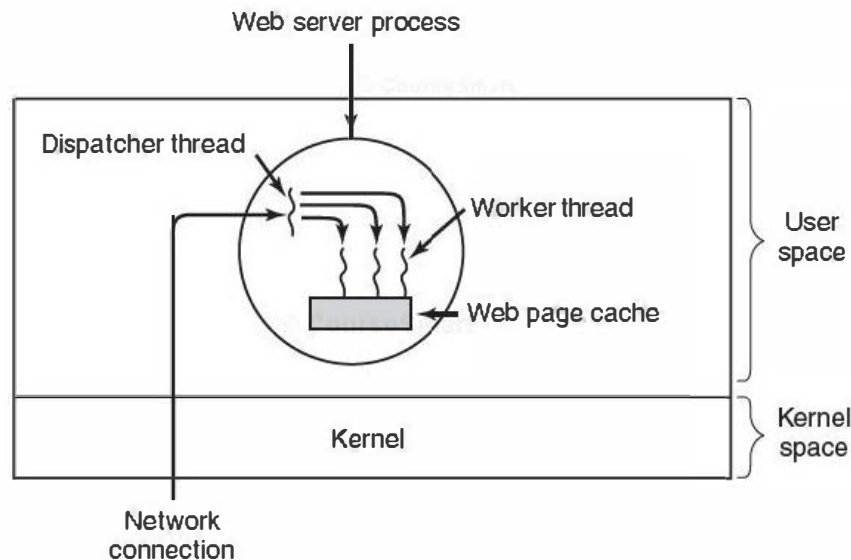 Web server process
Dispatcher thread
Worker thread
User
space
Web page cache
Kernel
Kernel
space
Network
connection